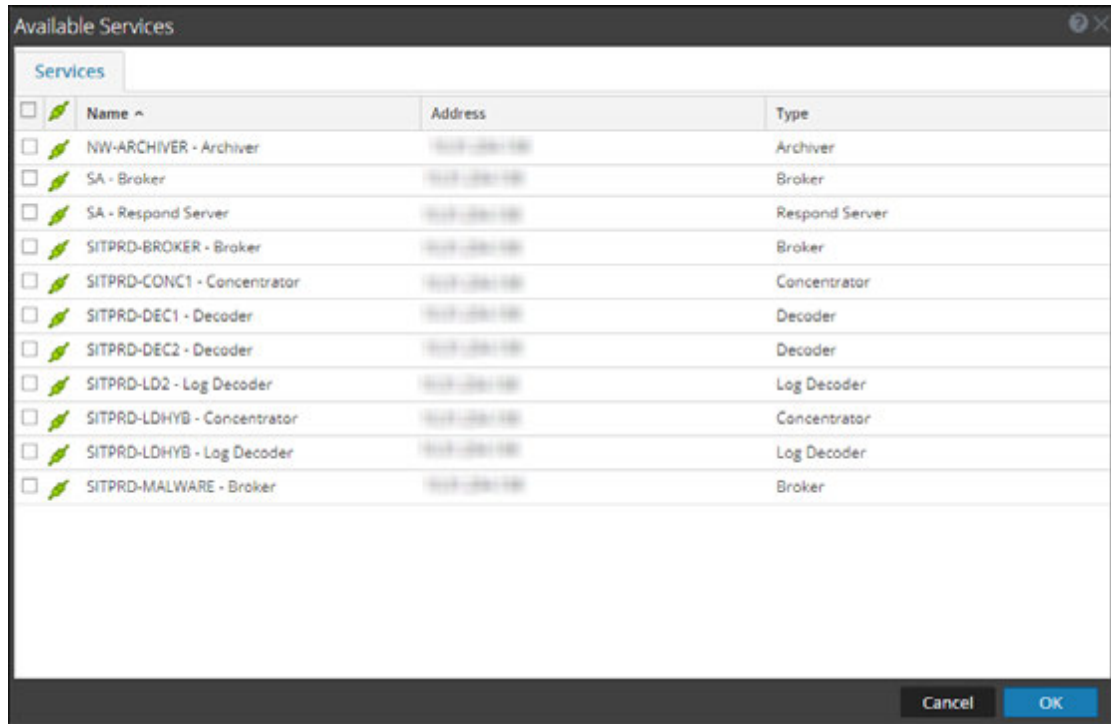 Available Services
Services
Name Address Type
NW-ARCHIVER - Archiver Archiver
SA - Broker Broker
SA - Respond Server Respond Server
SITPRD-BROKER - Broker Broker
SITPRD-CONC1 - Concentrator Concentrator
SITPRD-DEC1 - Decoder Decoder
SITPRD-DEC2 - Decoder Decoder
SITPRD-LD2 - Log Decoder Log Decoder
SITPRD-LDHYB - Concentrator Concentrator
SITPRD-LDHYB - Log Decoder Log Decoder
SITPRD-MALWARE - Broker Broker
Cancel OK